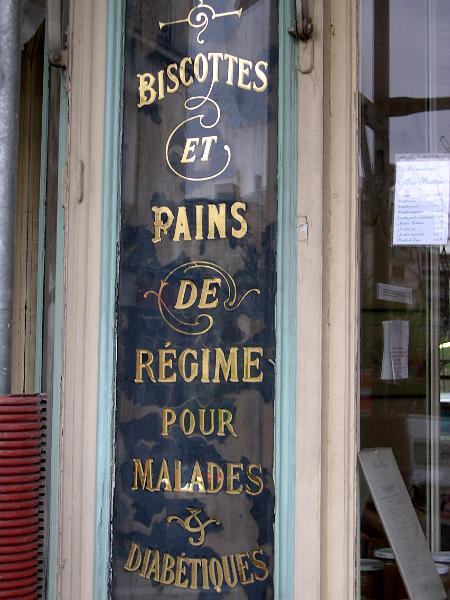 BISCOTTES
ET
PAINS
DE
RÉGIME
POUR
MALADES
&
DIABÉTIQUES